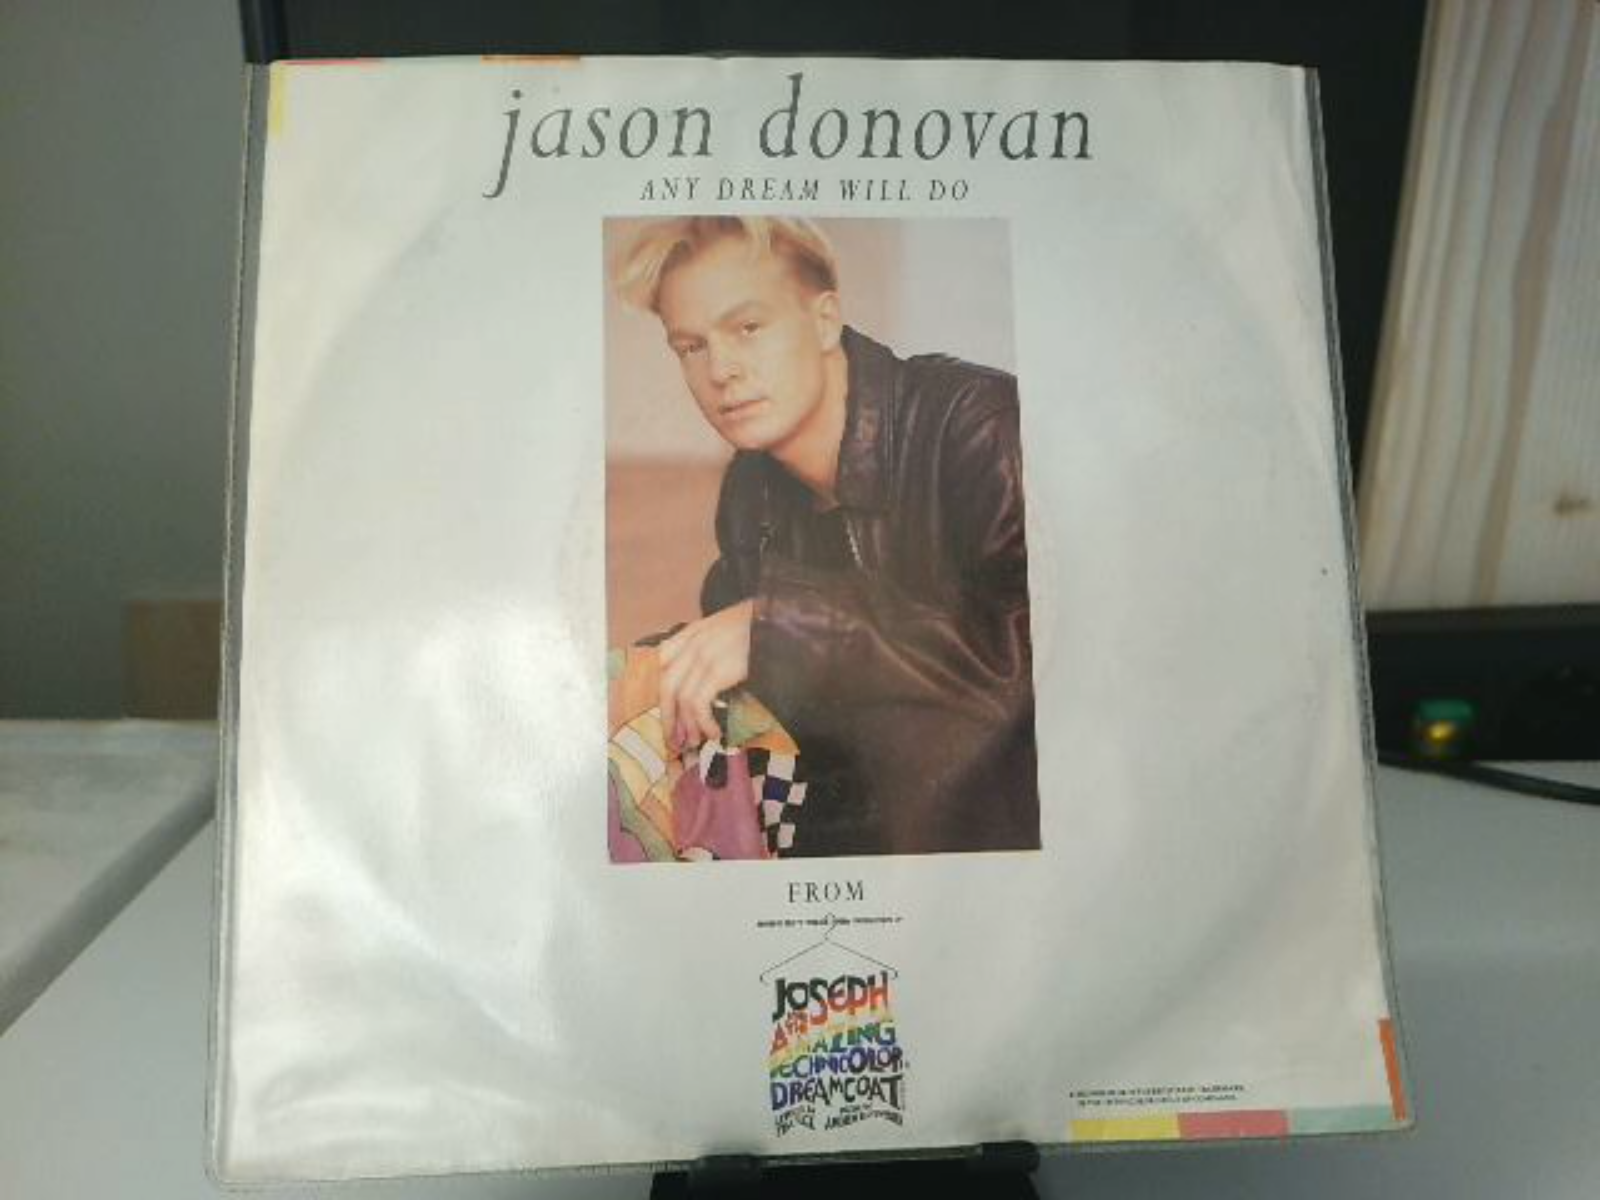 jason donovan
ANY DREAM WILL DO
FROM
JOSEPH
AND THE
AMAZING
TECHNICOLOR
DREAMCOAT